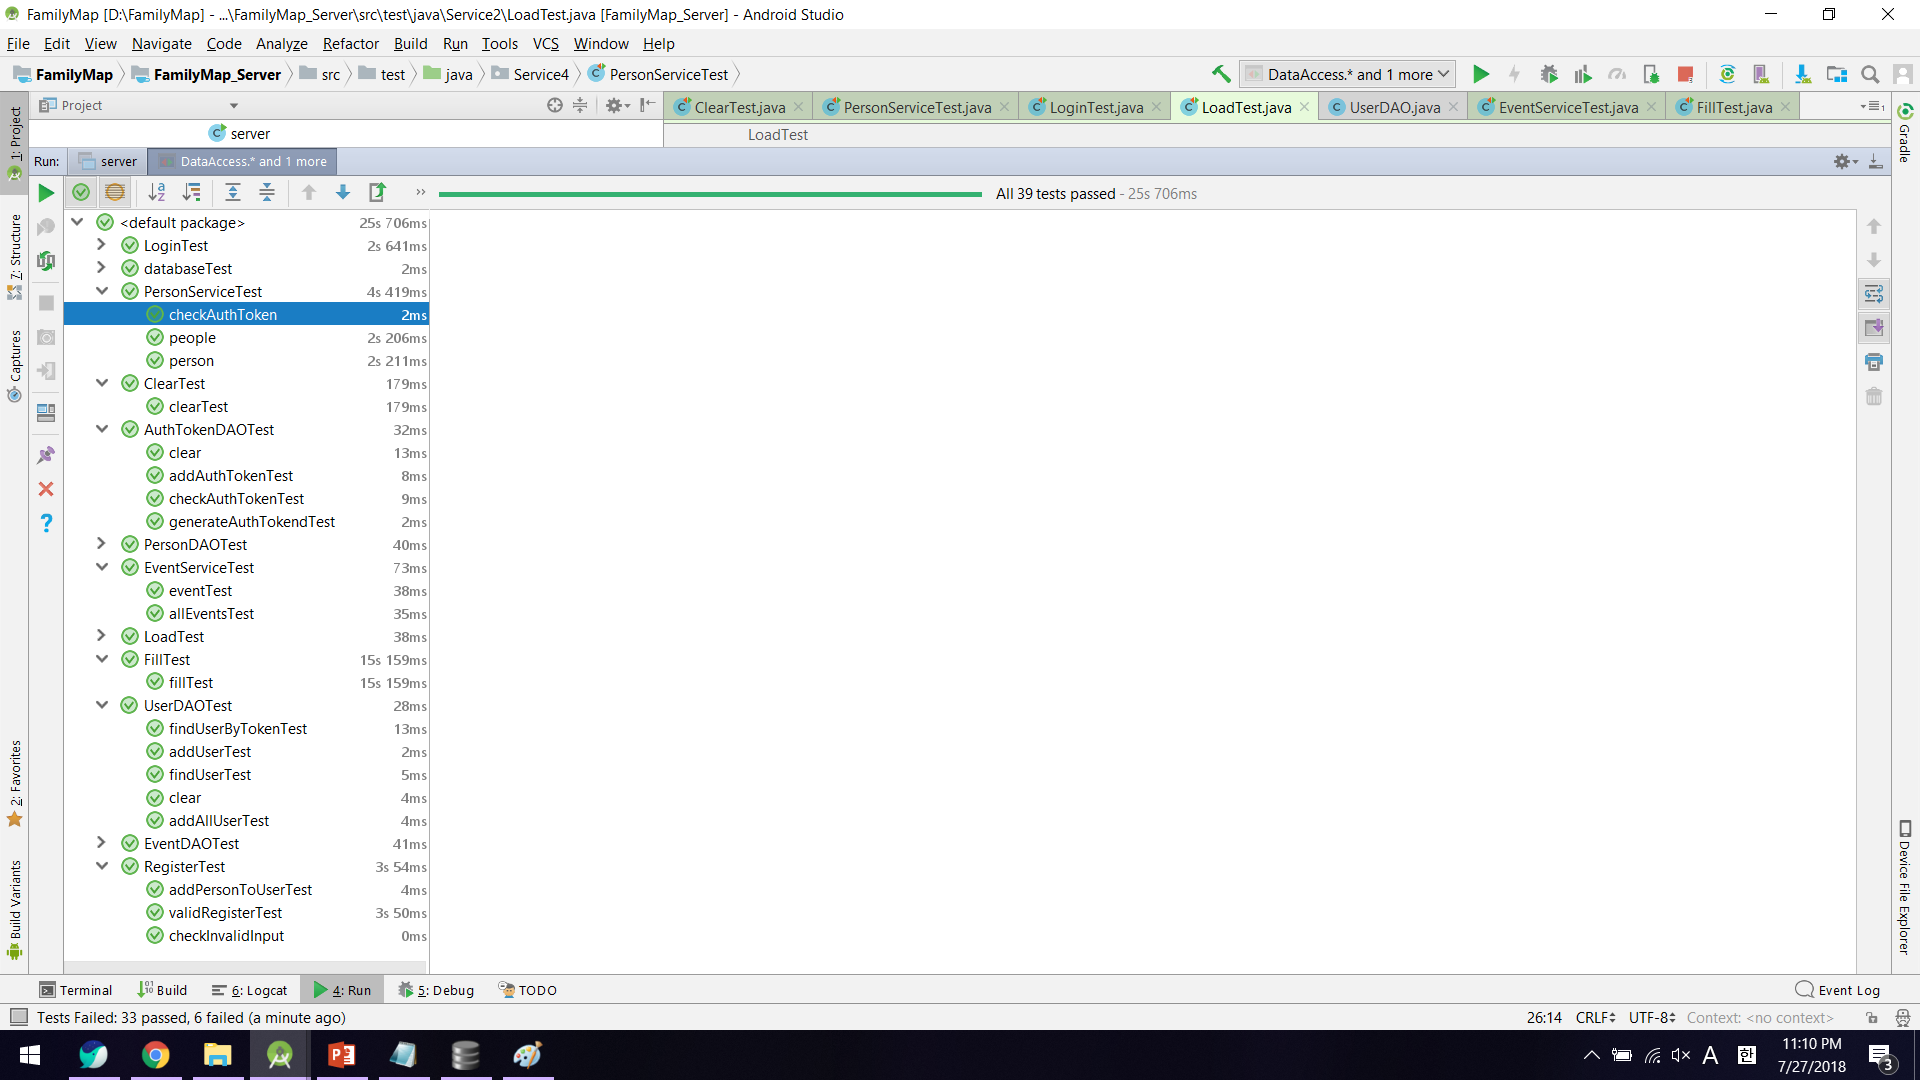 FamilyMap [D:\FamilyMap] - ...\FamilyMap_Server\src\test\java\Service2\LoadTest.java [FamilyMap_Server] - Android Studio
File Edit View Navigate Code Analyze Refactor Build Run Tools VCS Window Help
FamilyMap FamilyMap_Server src test java Service4 PersonServiceTest DataAccess.* and 1 more
Project ClearTest.java PersonServiceTest.java LoginTest.java LoadTest.java UserDAO.java EventServiceTest.java FillTest.java
server LoadTest
Run: server DataAccess.* and 1 more
All 39 tests passed - 25s 706ms
<default package> 25s 706ms
LoginTest 2s 641ms
databaseTest 2ms
PersonServiceTest 4s 419ms
checkAuthToken 2ms
people 2s 206ms
person 2s 211ms
ClearTest 179ms
clearTest 179ms
AuthTokenDAOTest 32ms
clear 13ms
addAuthTokenTest 8ms
checkAuthTokenTest 9ms
generateAuthTokendTest 2ms
PersonDAOTest 40ms
EventServiceTest 73ms
eventTest 38ms
allEventsTest 35ms
LoadTest 38ms
FillTest 15s 159ms
fillTest 15s 159ms
UserDAOTest 28ms
findUserByTokenTest 13ms
addUserTest 2ms
findUserTest 5ms
clear 4ms
addAllUserTest 4ms
EventDAOTest 41ms
RegisterTest 3s 54ms
addPersonToUserTest 4ms
validRegisterTest 3s 50ms
checkInvalidInput 0ms
1: Project
7: Structure
Captures
2: Favorites
Build Variants
Gradle
Device File Explorer
Terminal Build 6: Logcat 4: Run 5: Debug TODO Event Log
Tests Failed: 33 passed, 6 failed (a minute ago) 26:14 CRLF UTF-8 Context: <no context>
A 한 11:10 PM
7/27/2018 3